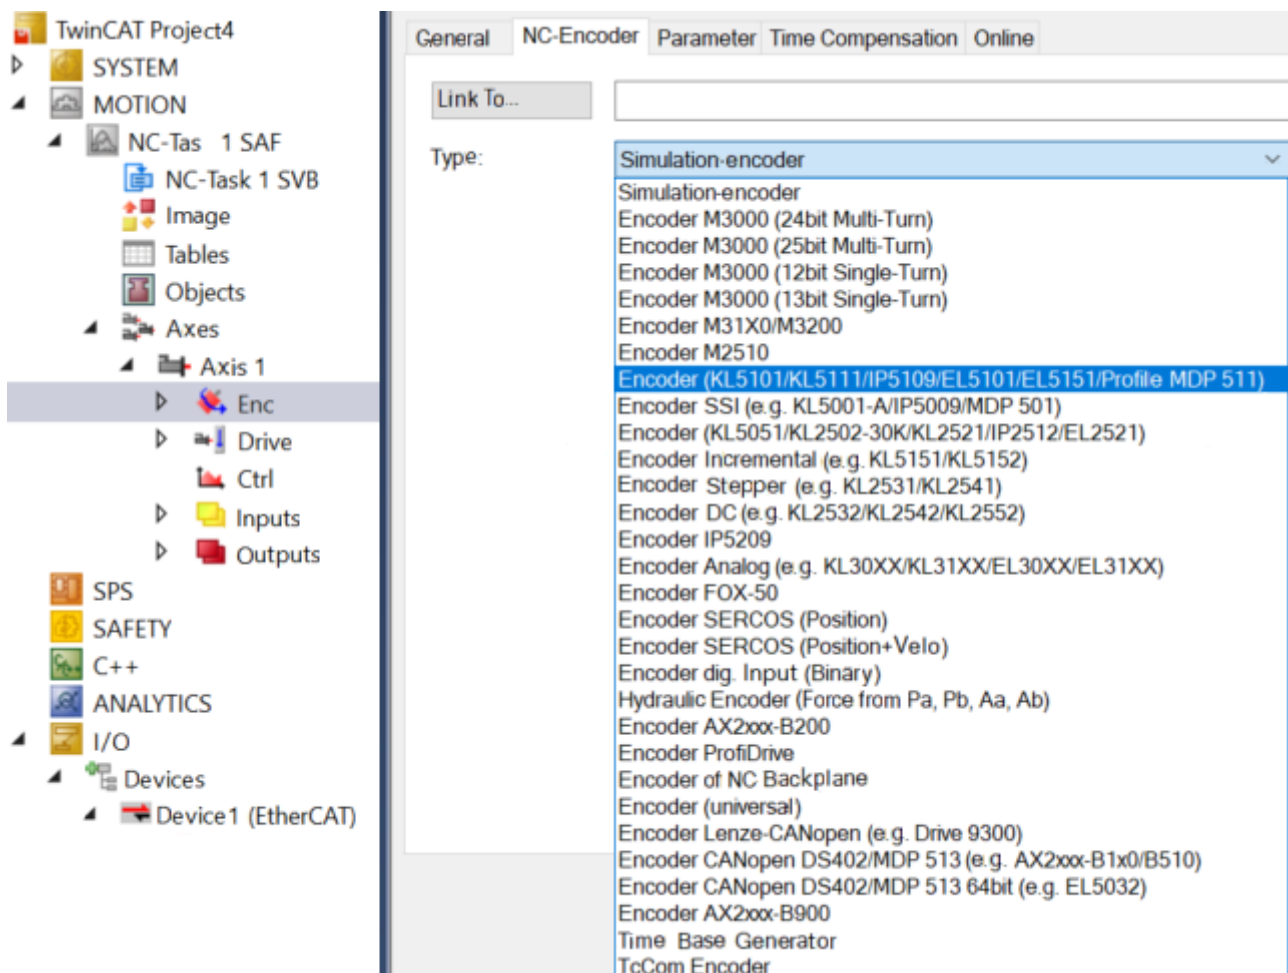 TwinCAT Project4
SYSTEM
MOTION
NC-Tas 1 SAF
NC-Task 1 SVB
Image
Tables
Objects
Axes
Axis 1
Enc
Drive
Ctrl
Inputs
Outputs
SPS
SAFETY
C++
ANALYTICS
I/O
Devices
Device1 (EtherCAT)
General NC-Encoder Parameter Time Compensation Online
Link To...
Type: Simulation-encoder
Simulation-encoder
Encoder M3000 (24bit Multi-Turn)
Encoder M3000 (25bit Multi-Turn)
Encoder M3000 (12bit Single-Turn)
Encoder M3000 (13bit Single-Turn)
Encoder M31X0/M3200
Encoder M2510
Encoder (KL5101/KL5111/IP5109/EL5101/EL5151/Profile MDP 511)
Encoder SSI (e.g. KL5001-A/IP5009/MDP 501)
Encoder (KL5051/KL2502-30K/KL2521/IP2512/EL2521)
Encoder Incremental (e.g. KL5151/KL5152)
Encoder Stepper (e.g. KL2531/KL2541)
Encoder DC (e.g. KL2532/KL2542/KL2552)
Encoder IP5209
Encoder Analog (e.g. KL30XX/KL31XX/EL30XX/EL31XX)
Encoder FOX-50
Encoder SERCOS (Position)
Encoder SERCOS (Position+Velo)
Encoder dig. Input (Binary)
Hydraulic Encoder (Force from Pa, Pb, Aa, Ab)
Encoder AX2xxx-B200
Encoder ProfiDrive
Encoder of NC Backplane
Encoder (universal)
Encoder Lenze-CANopen (e.g. Drive 9300)
Encoder CANopen DS402/MDP 513 (e.g. AX2xxx-B1x0/B510)
Encoder CANopen DS402/MDP 513 64bit (e.g. EL5032)
Encoder AX2xxx-B900
Time Base Generator
TcCom Encoder